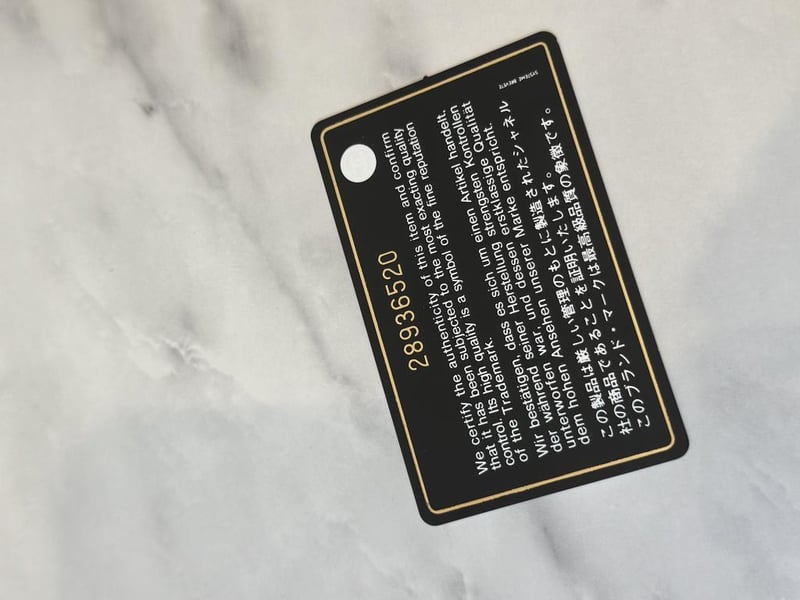 28936520
We certify the authenticity of this item and confirm
that it has been subjected to the most exacting quality
control. Its high quality is a symbol of the fine reputation
of the Trademark.
Wir bestätigen, dass es sich um einen Artikel handelt,
der während seiner Herstellung strengsten Kontrollen
unterworfen war, und dessen erstklassige Qualität
dem hohen Ansehen unserer Marke entspricht.
この製品は厳しい管理のもとに製造されたシャネル
社の商品であることを証明いたします。
このブランド・マークは最高級品質の象徴です。
SYSTEME BREVETE